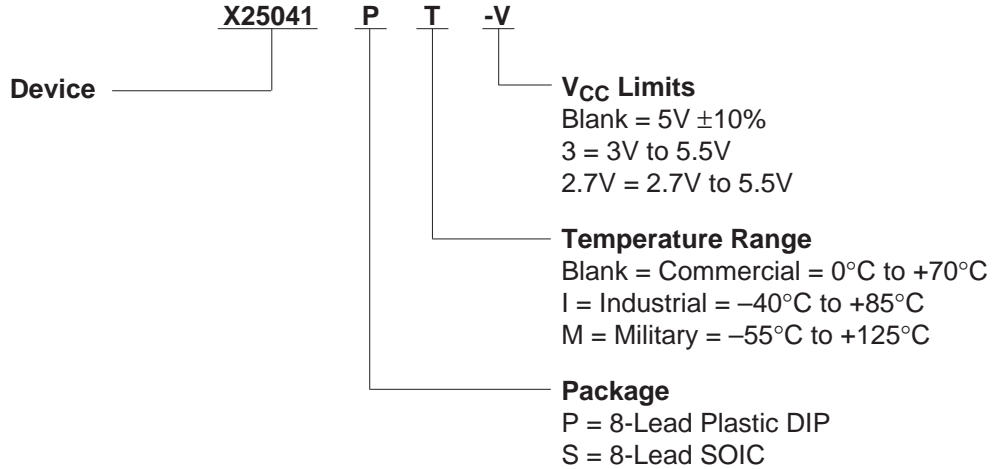 X25041 P T -V
Device
VCC Limits
Blank = 5V ±10%
3 = 3V to 5.5V
2.7V = 2.7V to 5.5V
Temperature Range
Blank = Commercial = 0°C to +70°C
I = Industrial = –40°C to +85°C
M = Military = –55°C to +125°C
Package
P = 8-Lead Plastic DIP
S = 8-Lead SOIC